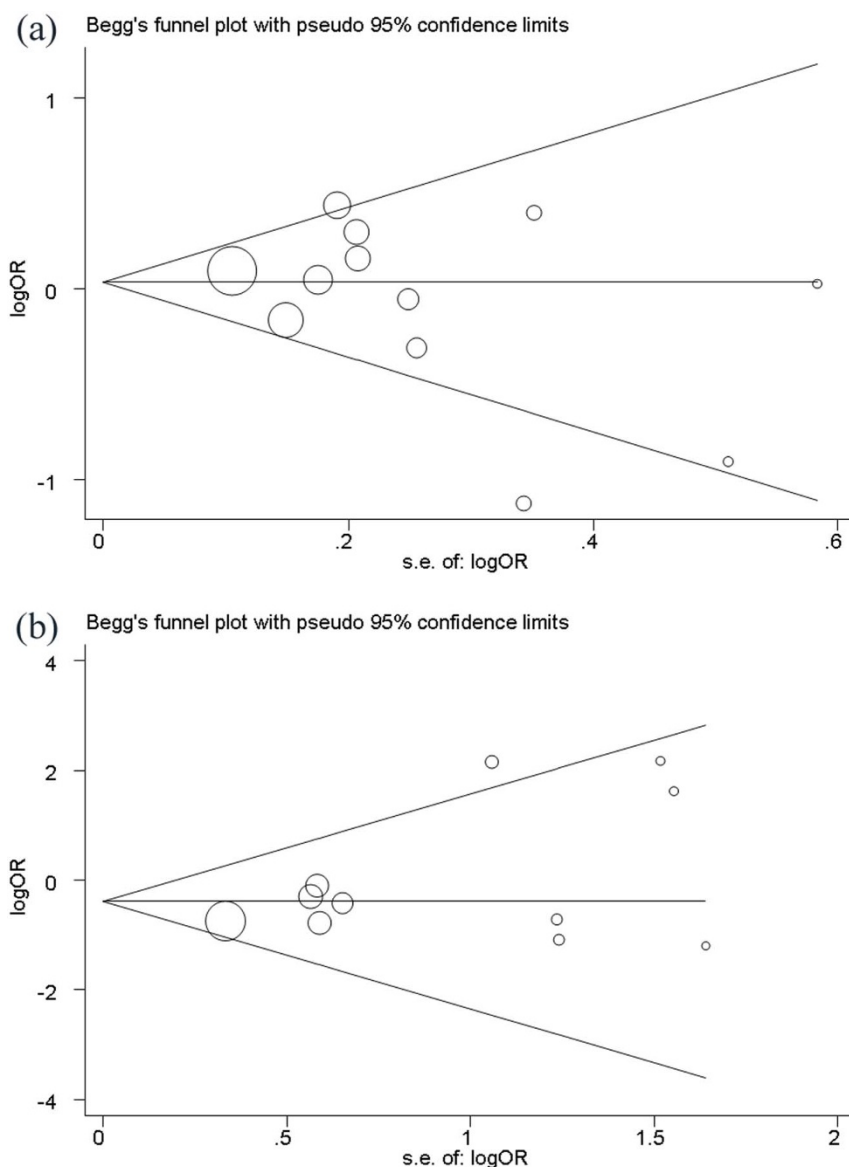 (a) Begg's funnel plot with pseudo 95% confidence limits
1
0
-1
logOR
0 .2 .4 .6
s.e. of: logOR
(b) Begg's funnel plot with pseudo 95% confidence limits
4
2
0
-2
-4
logOR
0 .5 1 1.5 2
s.e. of: logOR